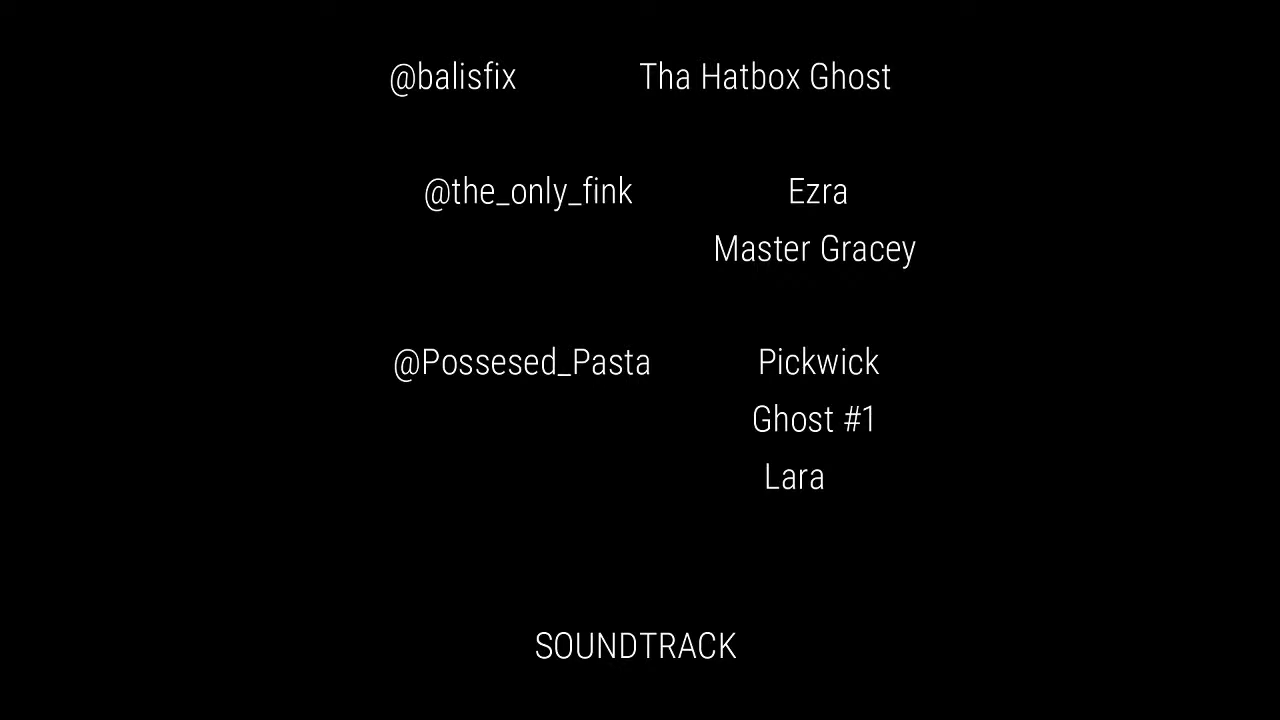 @balisfix Tha Hatbox Ghost
@the_only_fink Ezra
Master Gracey
@Possesed_Pasta Pickwick
Ghost #1
Lara
SOUNDTRACK